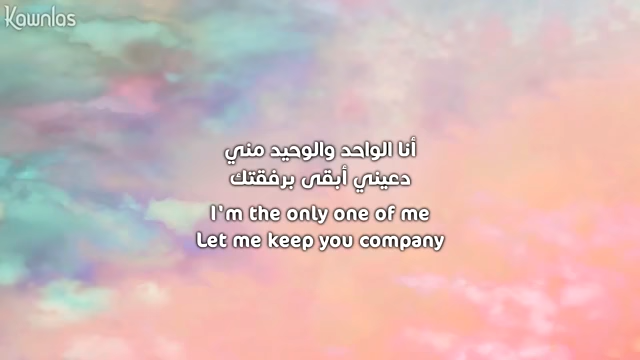 Kawnlas
أنا الواحد والوحيد مني
دعيني أبقى برفقتك
I'm the only one of me
Let me keep you company